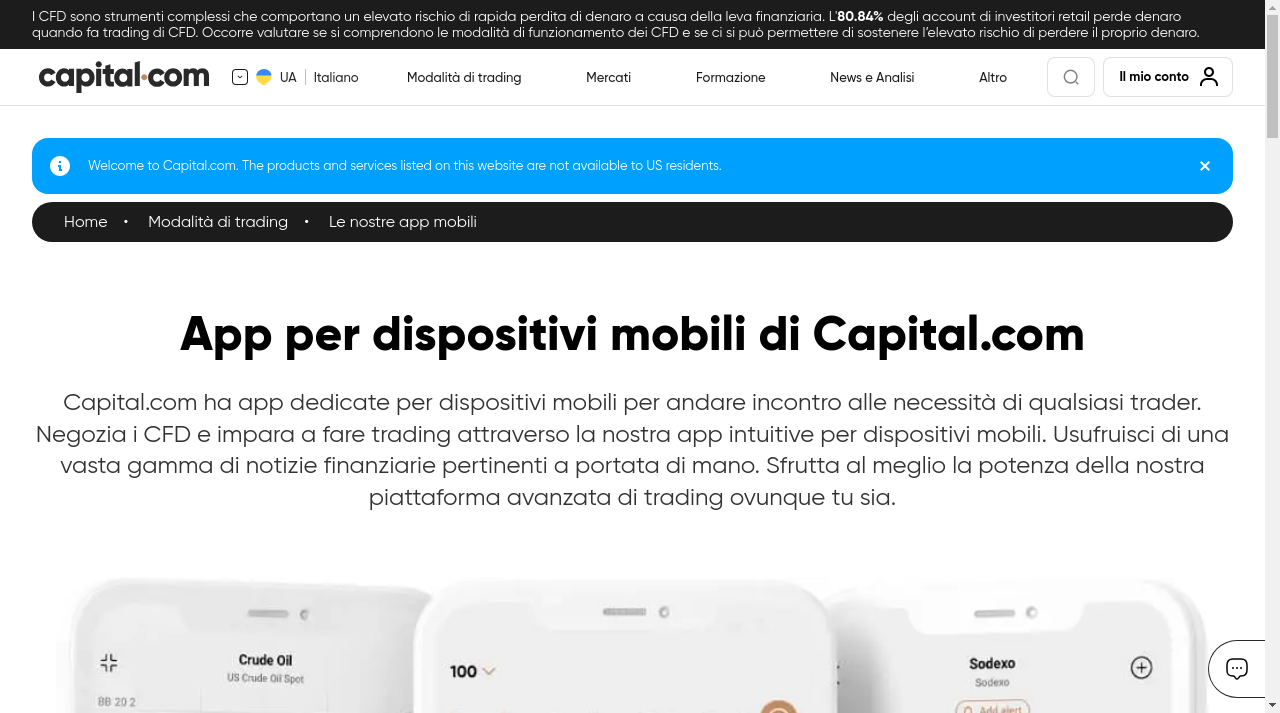 I CFD sono strumenti complessi che comportano un elevato rischio di rapida perdita di denaro a causa della leva finanziaria. L'80.84% degli account di investitori retail perde denaro
quando fa trading di CFD. Occorre valutare se si comprendono le modalità di funzionamento dei CFD e se ci si può permettere di sostenere l’elevato rischio di perdere il proprio denaro.
capital.com
UA
Italiano
Modalità di trading
Mercati
Formazione
News e Analisi
Altro
Il mio conto
Welcome to Capital.com. The products and services listed on this website are not available to US residents.
Home • Modalità di trading • Le nostre app mobili
App per dispositivi mobili di Capital.com
Capital.com ha app dedicate per dispositivi mobili per andare incontro alle necessità di qualsiasi trader.
Negozia i CFD e impara a fare trading attraverso la nostra app intuitive per dispositivi mobili. Usufruisci di una
vasta gamma di notizie finanziarie pertinenti a portata di mano. Sfrutta al meglio la potenza della nostra
piattaforma avanzata di trading ovunque tu sia.
Crude Oil
US Crude Oil Spot
BB 20 2
100
Sodexo
Sodexo
Add alert